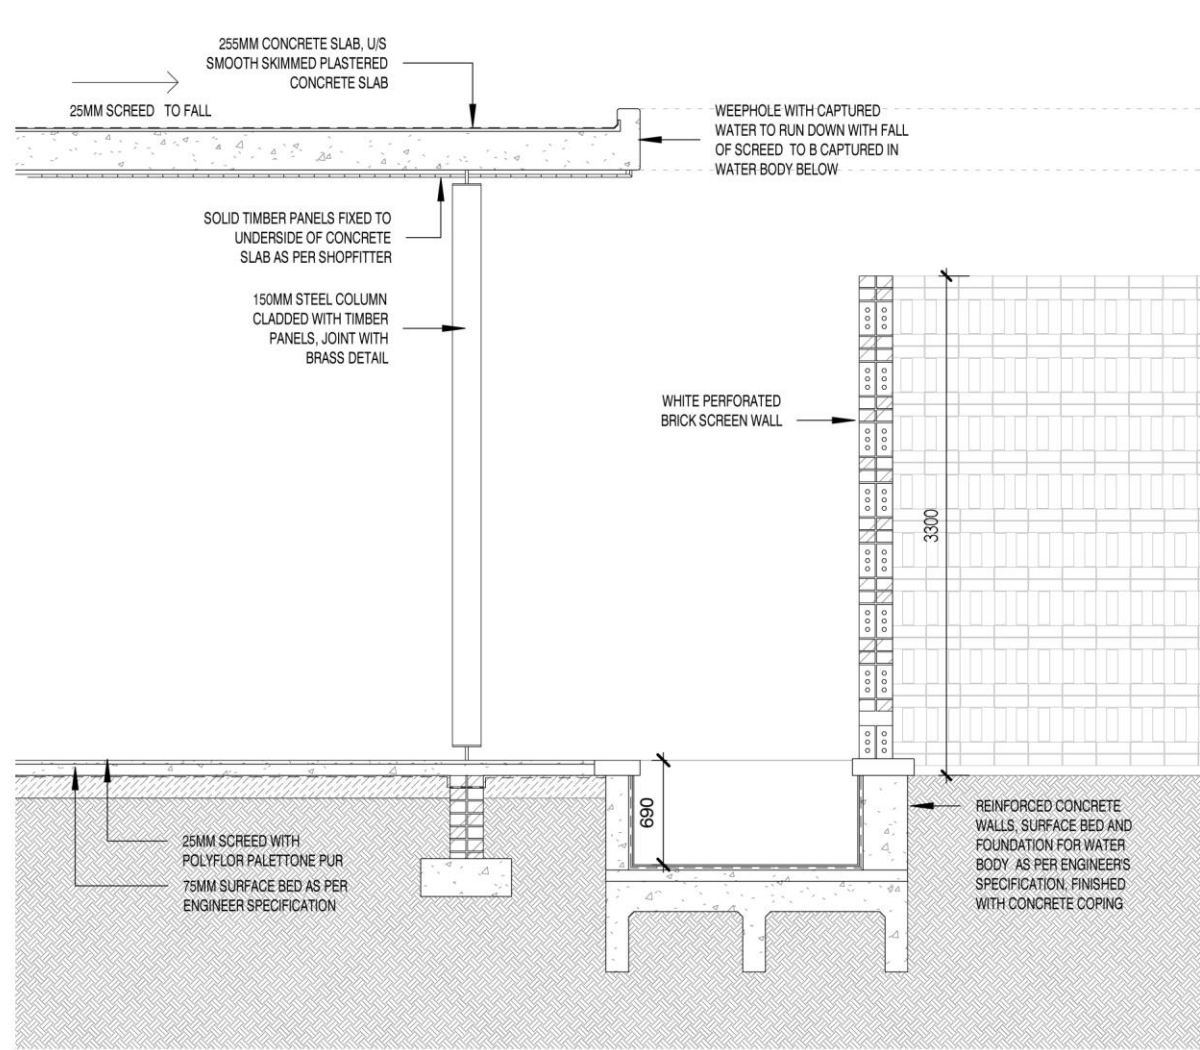 255MM CONCRETE SLAB, U/S
SMOOTH SKIMMED PLASTERED
CONCRETE SLAB
25MM SCREED TO FALL
WEEPHOLE WITH CAPTURED
WATER TO RUN DOWN WITH FALL
OF SCREED TO B CAPTURED IN
WATER BODY BELOW
SOLID TIMBER PANELS FIXED TO
UNDERSIDE OF CONCRETE
SLAB AS PER SHOPFITTER
150MM STEEL COLUMN
CLADDED WITH TIMBER
PANELS, JOINT WITH
BRASS DETAIL
WHITE PERFORATED
BRICK SCREEN WALL
3300
690
25MM SCREED WITH
POLYFLOR PALETTONE PUR
75MM SURFACE BED AS PER
ENGINEER SPECIFICATION
REINFORCED CONCRETE
WALLS, SURFACE BED AND
FOUNDATION FOR WATER
BODY AS PER ENGINEER'S
SPECIFICATION, FINISHED
WITH CONCRETE COPING